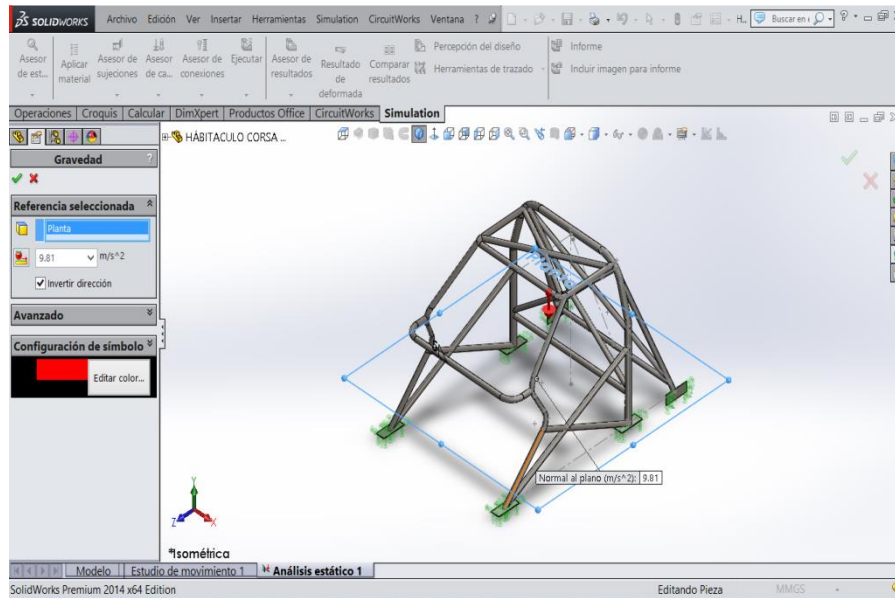 SOLIDWORKS Archivo Edición Ver Insertar Herramientas Simulation CircuitWorks Ventana ? H.. Buscar en
Asesor de est... Aplicar material Asesor de sujeciones Asesor de ca... Asesor de conexiones Ejecutar Asesor de resultados Resultado de deformada Comparar resultados
Percepción del diseño
Herramientas de trazado
Informe
Incluir imagen para informe
Operaciones Croquis Calcular DimXpert Productos Office CircuitWorks Simulation
HÁBITACULO CORSA ...
Gravedad ?
Referencia seleccionada
Planta
9.81 m/s^2
Invertir dirección
Avanzado
Configuración de símbolo
Editar color...
Planta
Normal al plano (m/s^2): 9.81
Y
Z X
*Isométrica
Modelo Estudio de movimiento 1 Análisis estático 1
SolidWorks Premium 2014 x64 Edition Editando Pieza MMGS